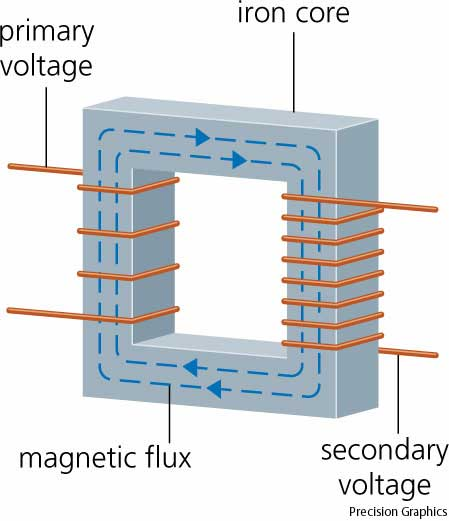 iron core
primary
voltage
magnetic flux
secondary
voltage
Precision Graphics